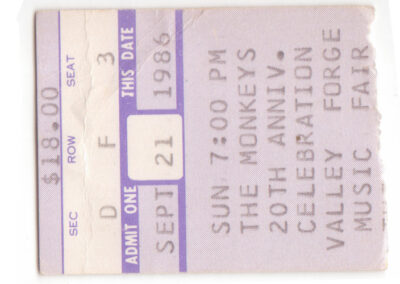 $18.00
SEC ROW SEAT
D F 3
ADMIT ONE THIS DATE
SEPT 21 1986
SUN 7:00 PM
THE MONKEYS
20TH ANNIV.
CELEBRATION
VALLEY FORGE
MUSIC FAIR